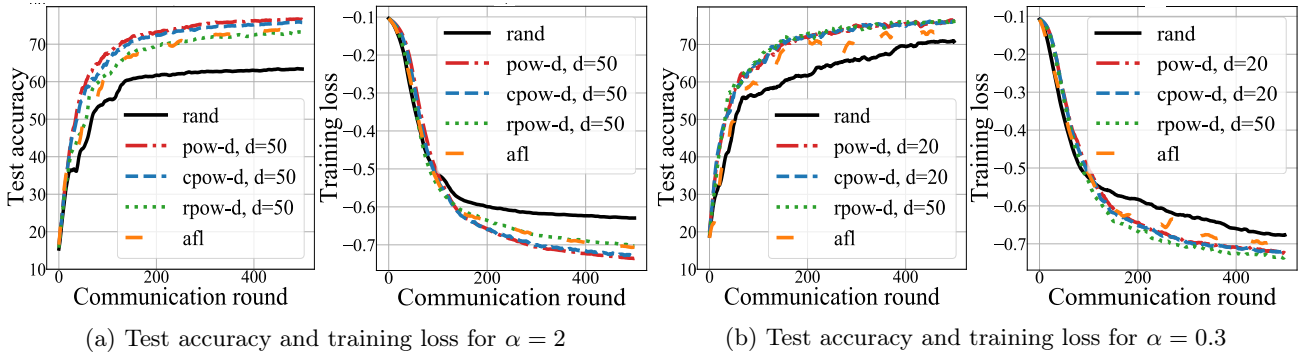 Test accuracy
70
60
50
40
30
20
10
0
200
400
Communication round
rand
pow-d, d=50
cpow-d, d=50
rpow-d, d=50
afl
Training loss
−0.1
−0.2
−0.3
−0.4
−0.5
−0.6
−0.7
0
200
400
Communication round
rand
pow-d, d=50
cpow-d, d=50
rpow-d, d=50
afl
Test accuracy
70
60
50
40
30
20
10
0
200
400
Communication round
rand
pow-d, d=20
cpow-d, d=20
rpow-d, d=50
afl
Training loss
−0.1
−0.2
−0.3
−0.4
−0.5
−0.6
−0.7
0
200
400
Communication round
rand
pow-d, d=20
cpow-d, d=20
rpow-d, d=50
afl
(a) Test accuracy and training loss for α = 2
(b) Test accuracy and training loss for α = 0.3